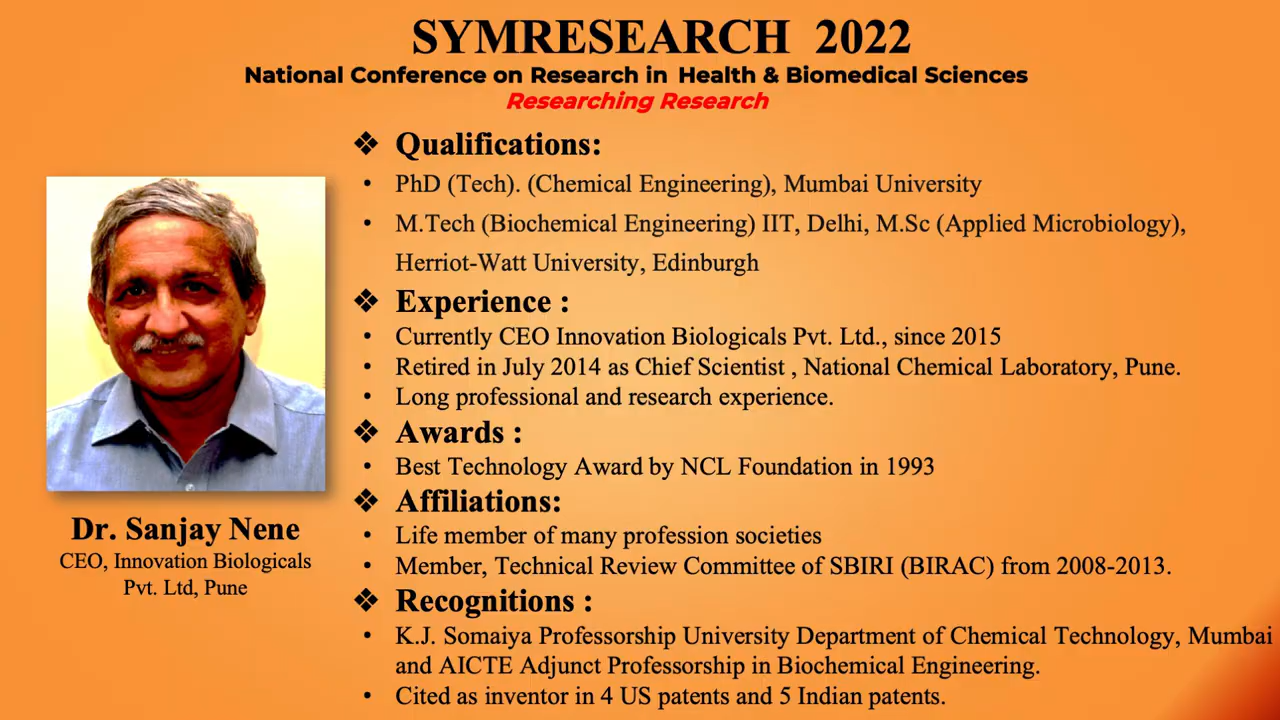 SYMRESEARCH 2022
National Conference on Research in Health & Biomedical Sciences
Researching Research
❖ Qualifications:
• PhD (Tech). (Chemical Engineering), Mumbai University
• M.Tech (Biochemical Engineering) IIT, Delhi, M.Sc (Applied Microbiology),
Herriot-Watt University, Edinburgh
❖ Experience :
• Currently CEO Innovation Biologicals Pvt. Ltd., since 2015
• Retired in July 2014 as Chief Scientist , National Chemical Laboratory, Pune.
• Long professional and research experience.
❖ Awards :
• Best Technology Award by NCL Foundation in 1993
❖ Affiliations:
• Life member of many profession societies
• Member, Technical Review Committee of SBIRI (BIRAC) from 2008-2013.
❖ Recognitions :
• K.J. Somaiya Professorship University Department of Chemical Technology, Mumbai
and AICTE Adjunct Professorship in Biochemical Engineering.
• Cited as inventor in 4 US patents and 5 Indian patents.
Dr. Sanjay Nene
CEO, Innovation Biologicals
Pvt. Ltd, Pune